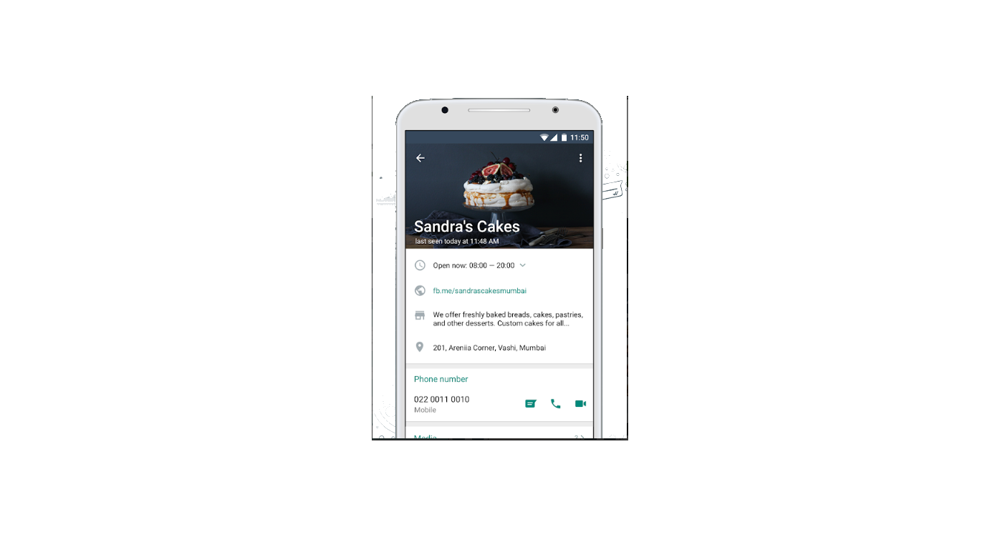 11:50
Sandra's Cakes
last seen today at 11:48 AM
Open now: 08:00 — 20:00
fb.me/sandrascakesmumbai
We offer freshly baked breads, cakes, pastries,
and other desserts. Custom cakes for all...
201, Areniia Corner, Vashi, Mumbai
Phone number
022 0011 0010
Mobile
Media